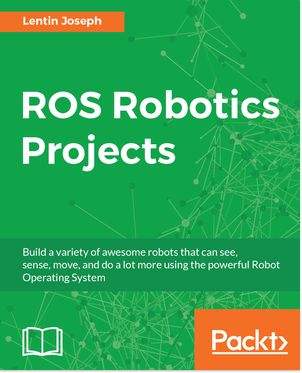 Lentin Joseph
ROS Robotics
Projects
Build a variety of awesome robots that can see,
sense, move, and do a lot more using the powerful Robot
Operating System
Packt>